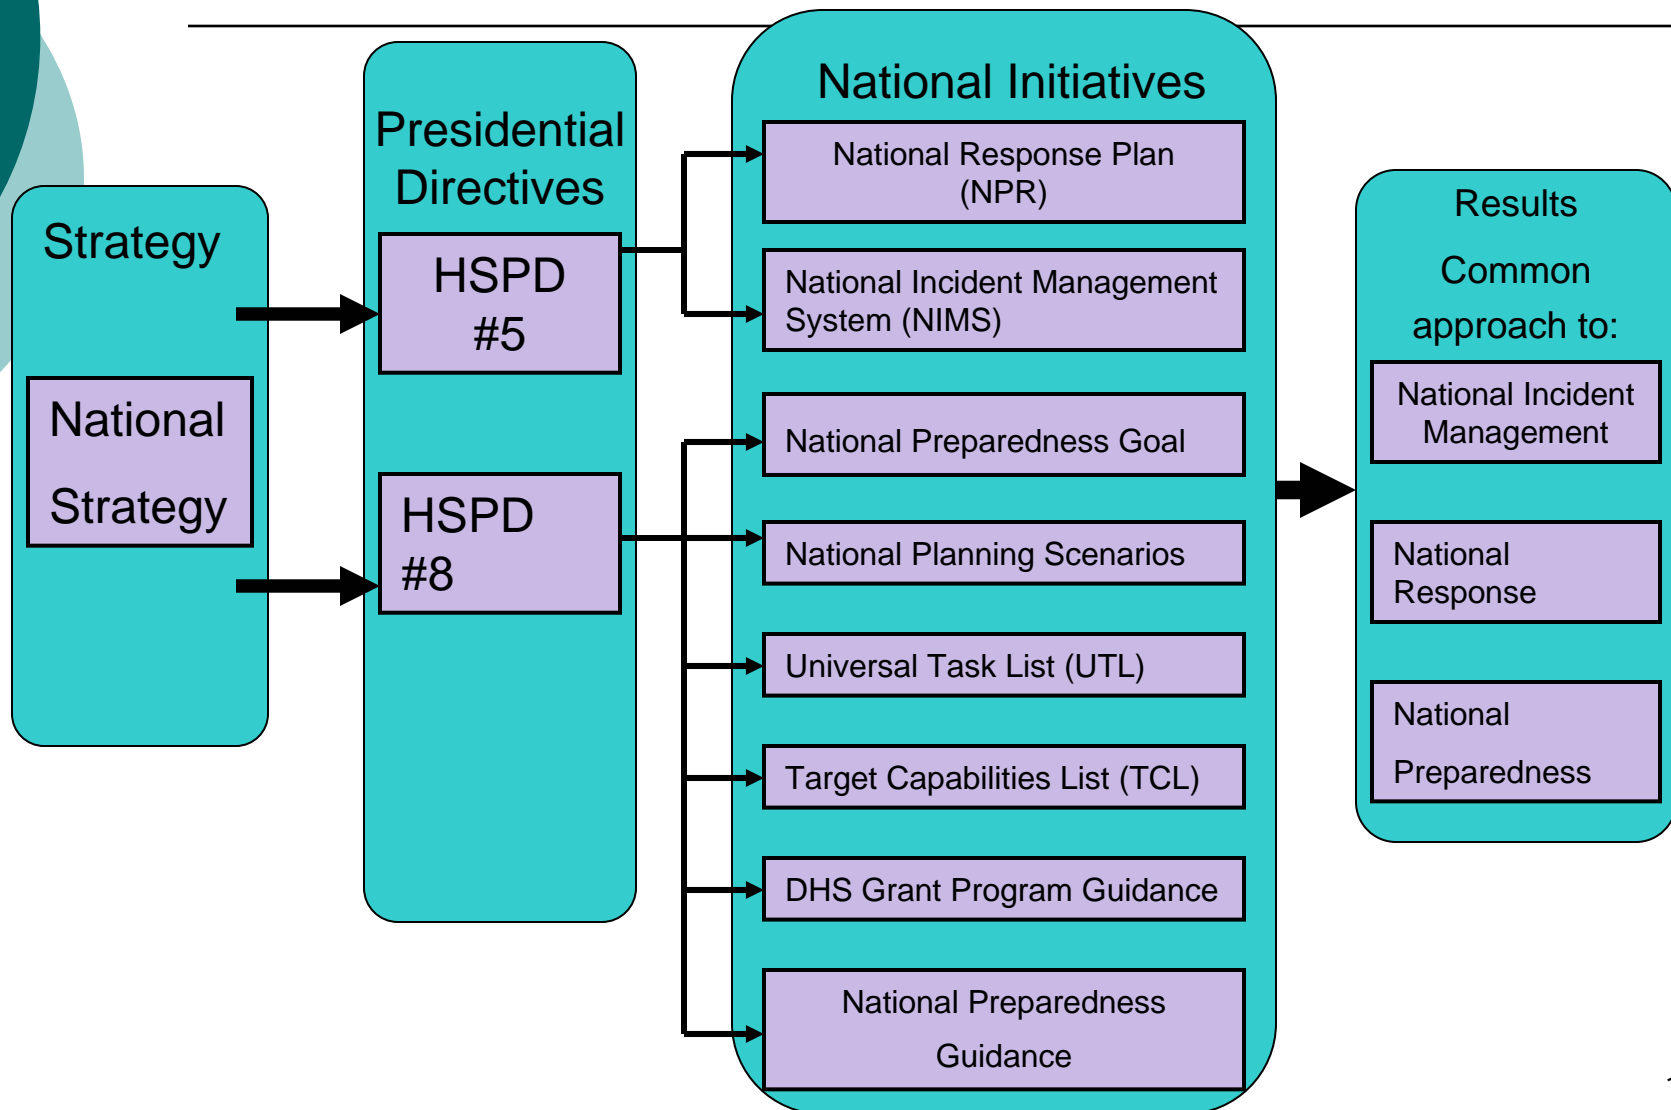 Strategy
National
Strategy
Presidential
Directives
HSPD
#5
HSPD
#8
National Initiatives
National Response Plan
(NPR)
National Incident Management
System (NIMS)
National Preparedness Goal
National Planning Scenarios
Universal Task List (UTL)
Target Capabilities List (TCL)
DHS Grant Program Guidance
National Preparedness
Guidance
Results
Common
approach to:
National Incident
Management
National
Response
National
Preparedness